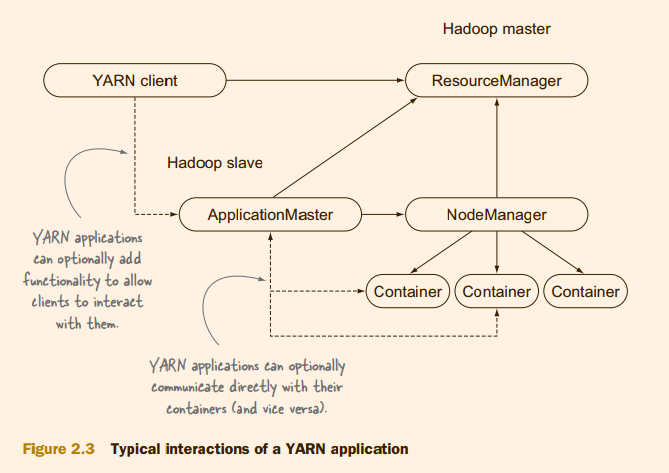 Hadoop master
YARN client
ResourceManager
Hadoop slave
ApplicationMaster
NodeManager
YARN applications
can optionally add
functionality to allow
clients to interact
with them.
Container
Container
Container
YARN applications can optionally
communicate directly with their
containers (and vice versa).
Figure 2.3 Typical interactions of a YARN application